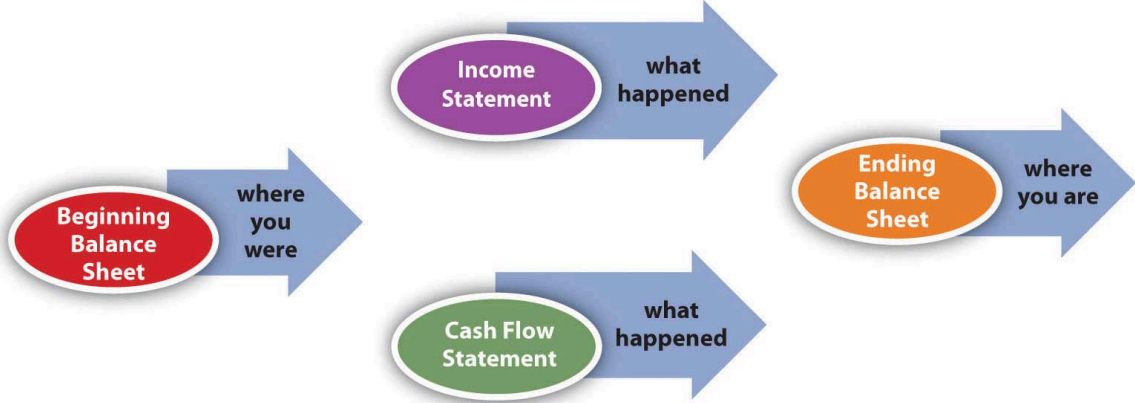 Beginning
Balance
Sheet
where
you
were
Income
Statement
what
happened
Cash Flow
Statement
what
happened
Ending
Balance
Sheet
where
you are